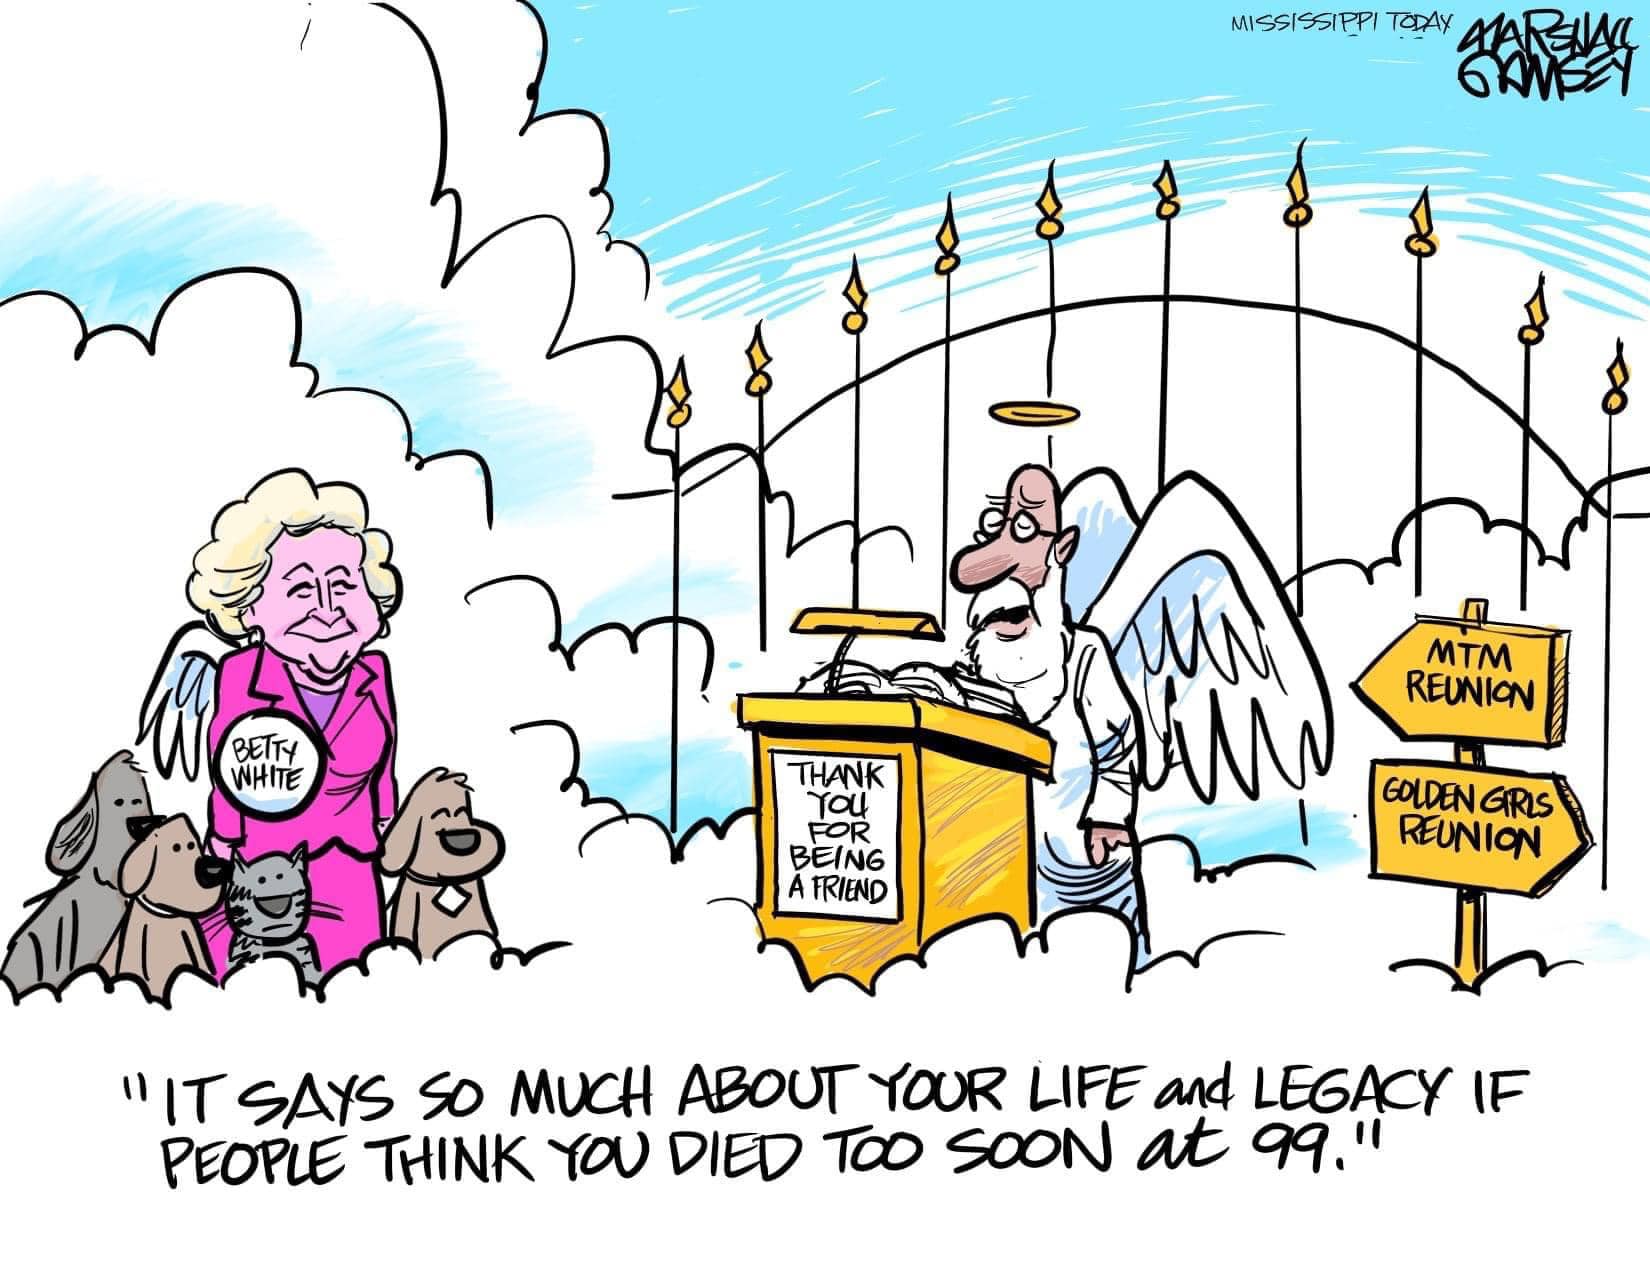 MISSISSIPPI TODAY
MARSHALL
RAMSEY
BETTY
WHITE
THANK
YOU
FOR
BEING
A FRIEND
MTM
REUNION
GOLDEN GIRLS
REUNION
"IT SAYS SO MUCH ABOUT YOUR LIFE and LEGACY IF
PEOPLE THINK YOU DIED TOO SOON at 99."